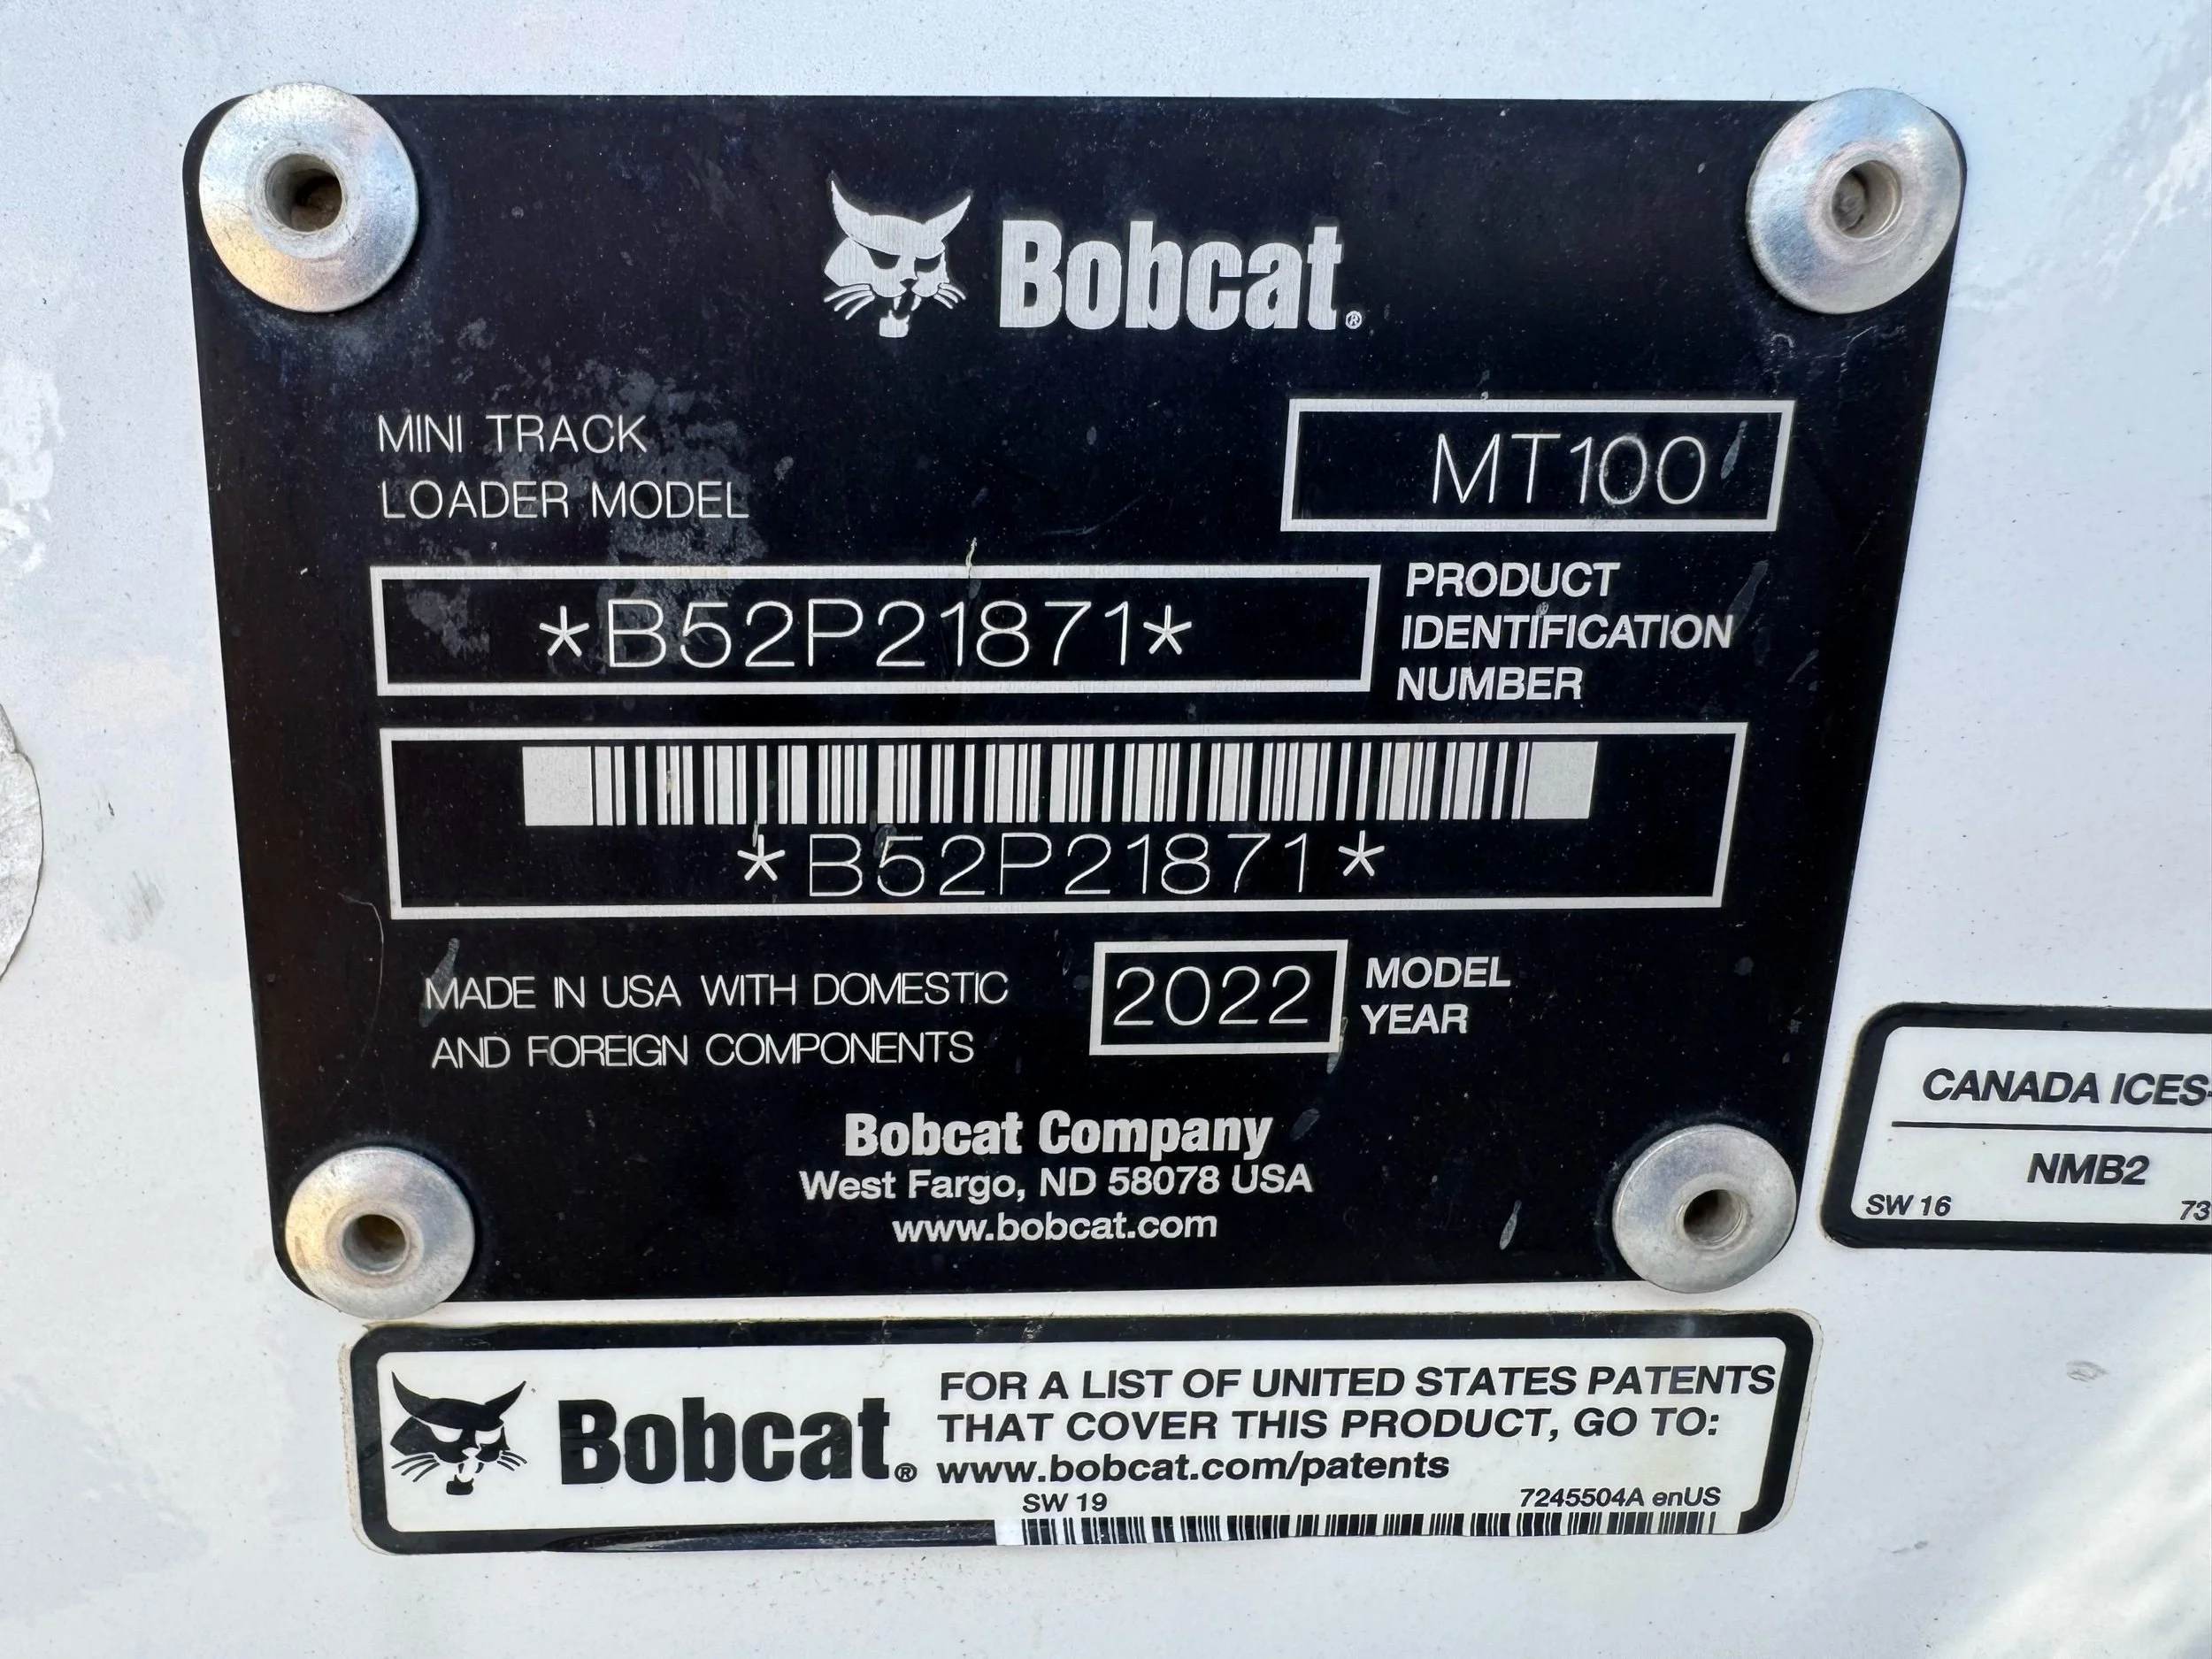 Bobcat®
MINI TRACK
LOADER MODEL
MT100
*B52P21871*
PRODUCT
IDENTIFICATION
NUMBER
*B52P21871*
MADE IN USA WITH DOMESTIC
AND FOREIGN COMPONENTS
2022
MODEL
YEAR
Bobcat Company
West Fargo, ND 58078 USA
www.bobcat.com
CANADA ICES-
NMB2
SW 16
73
Bobcat®
FOR A LIST OF UNITED STATES PATENTS
THAT COVER THIS PRODUCT, GO TO:
www.bobcat.com/patents
SW 19
7245504A enUS